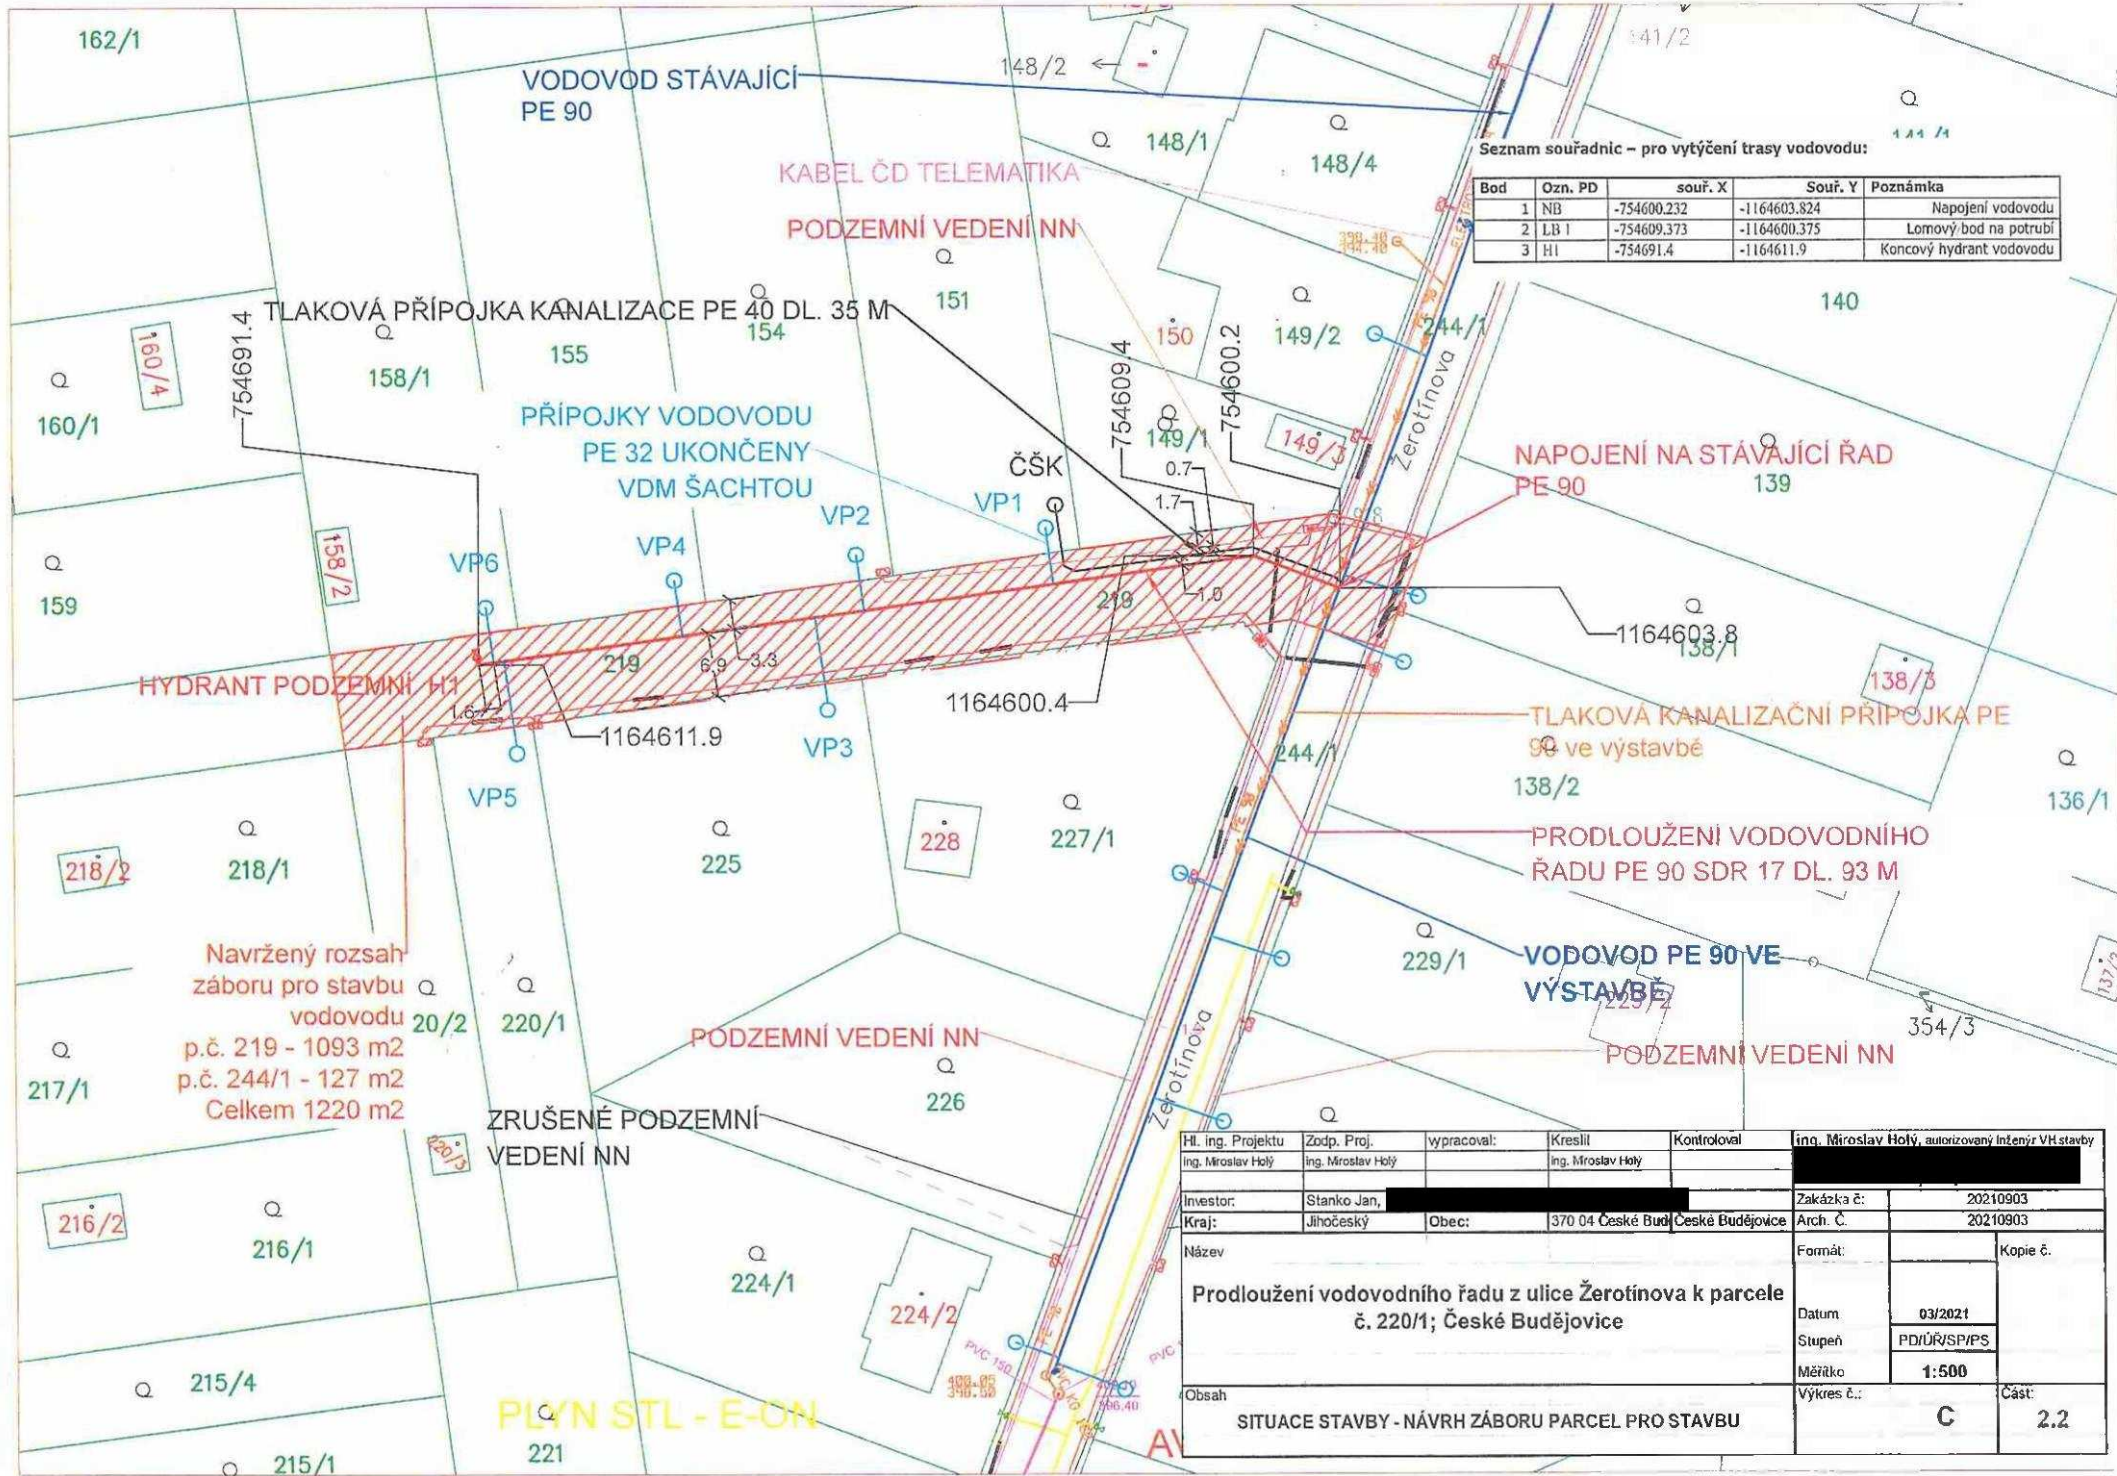 162/1
VODOVOD STÁVAJÍCÍ
PE 90
148/2
148/1
148/4
141/2
141/1
KABEL ČD TELEMATIKA
PODZEMNÍ VEDENÍ NN
Seznam souřadnic – pro vytýčení trasy vodovodu:
Bod Ozn. PD souř. X Souř. Y Poznámka
1 NB -754600.232 -1164603.824 Napojení vodovodu
2 LB 1 -754609.373 -1164600.375 Lomový bod na potrubí
3 H1 -754691.4 -1164611.9 Koncový hydrant vodovodu
TLAKOVÁ PŘÍPOJKA KANALIZACE PE 40 DL. 35 M
151
154
155
158/1
160/4
160/1
754691.4
150
149/2
244/1
140
754609.4
754600.2
149/1
149/3
Žerotínova
PŘÍPOJKY VODOVODU
PE 32 UKONČENY
VDM ŠACHTOU
ČŠK
0.7
1.7
VP1
VP2
VP4
VP6
NAPOJENÍ NA STÁVAJÍCÍ ŘAD
PE 90
139
159
158/2
219
1.0
219
6.9
3.3
HYDRANT PODZEMNÍ H1
1.6
1164611.9
1164600.4
1164603.8
138/1
138/3
VP3
VP5
TLAKOVÁ KANALIZAČNÍ PŘÍPOJKA PE
90 ve výstavbě
244/1
138/2
136/1
PE 90
218/2
218/1
225
228
227/1
PRODLOUŽENÍ VODOVODNÍHO
ŘADU PE 90 SDR 17 DL. 93 M
229/1
VODOVOD PE 90 VE
VÝSTAVBĚ
354/3
Navržený rozsah
záboru pro stavbu
vodovodu
p.č. 219 - 1093 m2
p.č. 244/1 - 127 m2
Celkem 1220 m2
20/2
220/1
217/1
PODZEMNÍ VEDENÍ NN
Žerotínova
PODZEMNÍ VEDENÍ NN
226
ZRUŠENÉ PODZEMNÍ
VEDENÍ NN
220/3
216/2
216/1
224/1
224/2
215/4
PVC 150
PLYN STL - E-ON
221
215/1
Hl. ing. Projektu Zodp. Proj. vypracoval: Kreslil Kontroloval ing. Miroslav Holý, autorizovaný inženýr VH stavby
ing. Miroslav Holý ing. Miroslav Holý ing. Miroslav Holý
Investor: Stanko Jan, Zakázka č: 20210903
Kraj: Jihočeský Obec: 370 04 České Bud České Budějovice Arch. Č. 20210903
Název Formát: Kopie č.
Prodloužení vodovodního řadu z ulice Žerotínova k parcele
č. 220/1; České Budějovice
Datum 03/2021
Stupeň PD/ÚŘ/SP/PS
Měřítko 1:500
Obsah Výkres č.: Část:
SITUACE STAVBY - NÁVRH ZÁBORU PARCEL PRO STAVBU C 2.2